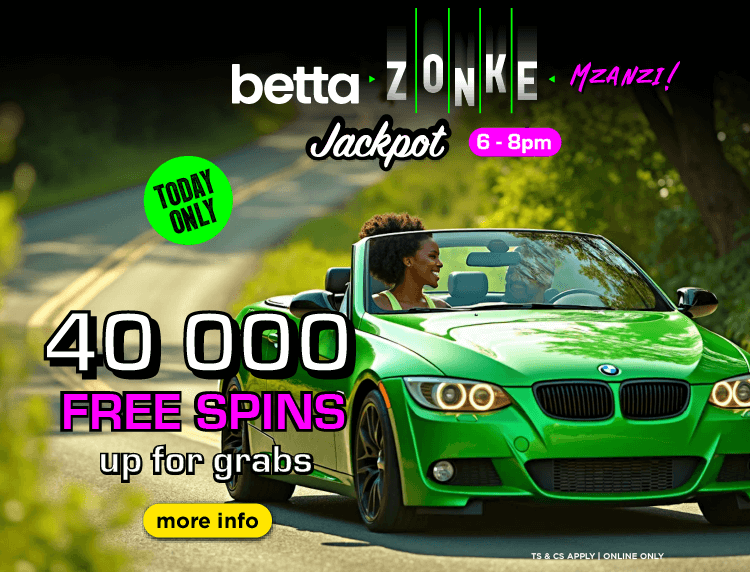 betta ZONKE MZANZI!
Jackpot 6 - 8pm
TODAY
ONLY
40 000
FREE SPINS
up for grabs
more info
TS & CS APPLY | ONLINE ONLY